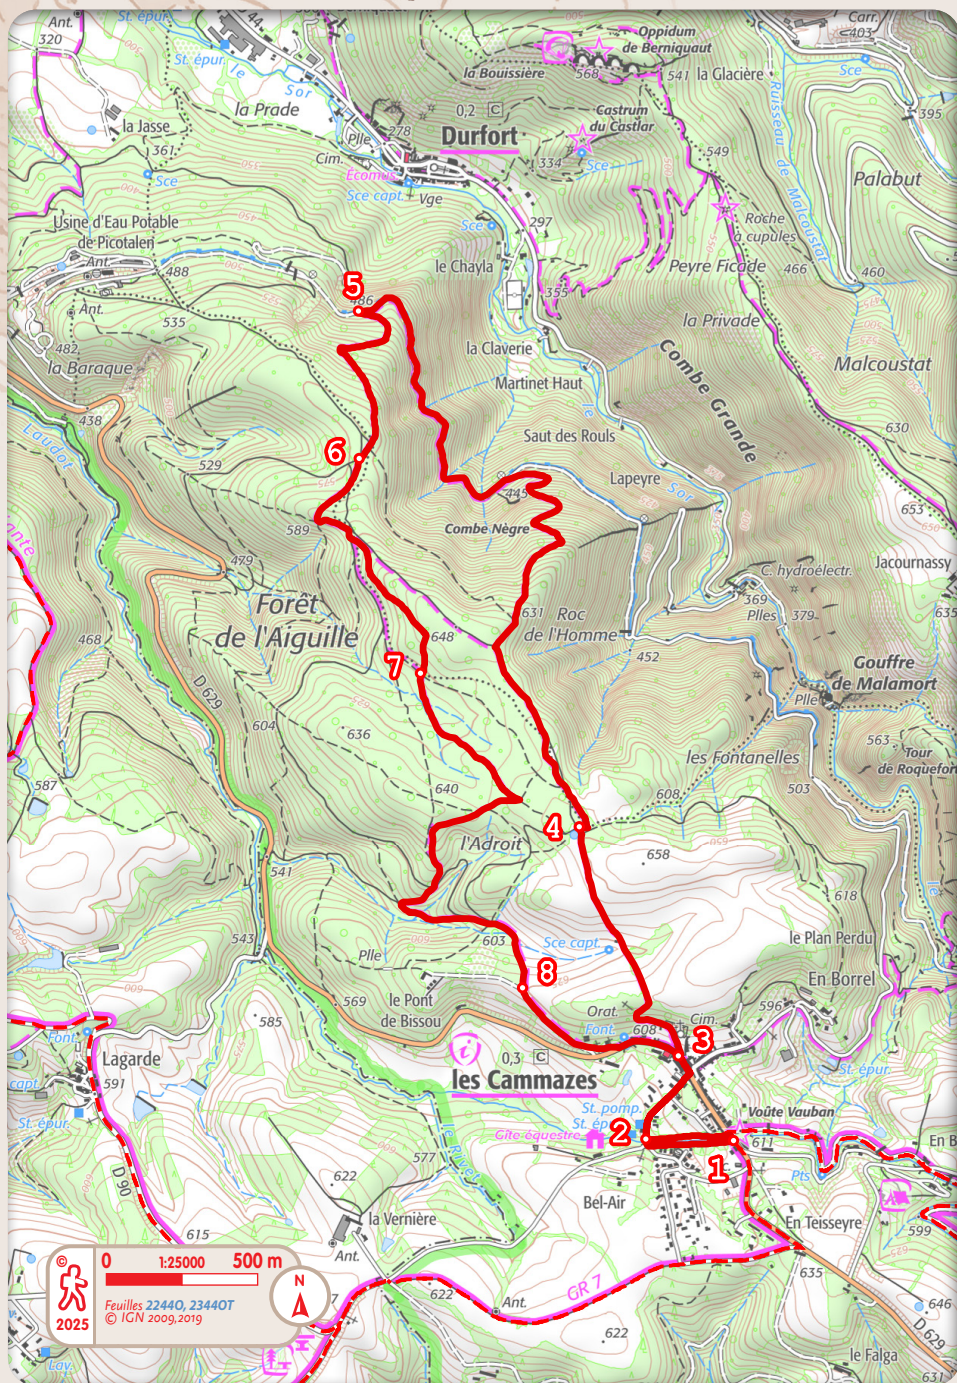 Ant.
320
St. épur.
44
St. épur.
le
Sor
la Prade
la Jasse
361
Sce
Usine d'Eau Potable
de Picotalen
Ant.
488
Ant.
535
482
la Baraque
438
Laudot
529
589
479
Forêt
de l'Aiguille
468
D 629
604
636
587
640
541
543
Oppidum
de Berniquaut
la Bouissière
568
541
la Glacière
Carr.
403
Sce
395
0,2 C
Durfort
Castrum
du Castlar
334
Sce
278
Plle
Cim.
Ecomus.
Sce capt.
Vge
549
Ruisseau de Malcoustat
Palabut
Roche
à cupules
297
Sce
le Chayla
355
Peyre Ficade
466
460
la Privade
5
486
la Claverie
Martinet Haut
le
Combe Grande
Malcoustat
Saut des Rouls
630
6
Lapeyre
Sor
445
Combe Nègre
653
Jacournassy
C. hydroélectr.
369
Plles
379
635
631
Roc
de l'Homme
648
452
7
Gouffre
de Malamort
Plle
563
Tour
les Fontanelles
503
608
4
l'Adroit
658
618
603
Sce capt.
le Plan Perdu
Plle
8
En Borrel
596
569
le Pont
de Bissou
Orat.
Font.
608
Cim.
585
Font.
Lagarde
591
capt.
St. épur.
0,3 C
les Cammazes
3
St. épur.
St. pomp.
Voûte Vauban
Gîte équestre
2
611
1
Pts
le Rivel
577
622
Bel-Air
En Teisseyre
599
D 90
la Vernière
615
Ant.
635
GR 7
622
Ant.
646
622
D 629
le Falga
631
Lav.
©
2025
0
1:25000
500 m
Feuilles 2244O, 2344OT
© IGN 2009,2019
N